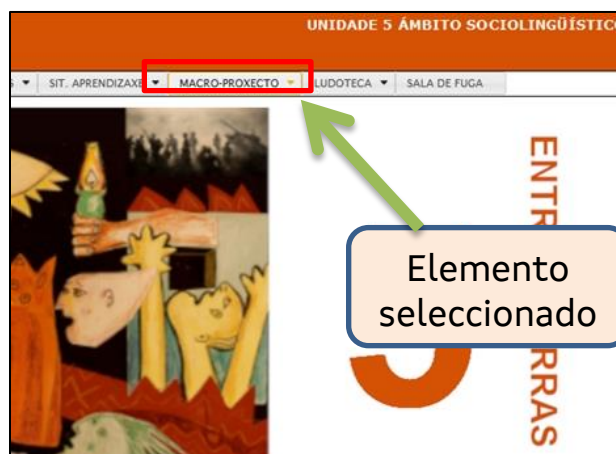 UNIDADE 5 ÁMBITO SOCIOLINGÜÍSTICO
SIT. APRENDIZAXE MACRO-PROXECTO LUDOTECA SALA DE FUGA
Elemento
seleccionado